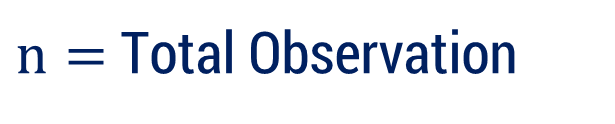 n = Total Observation